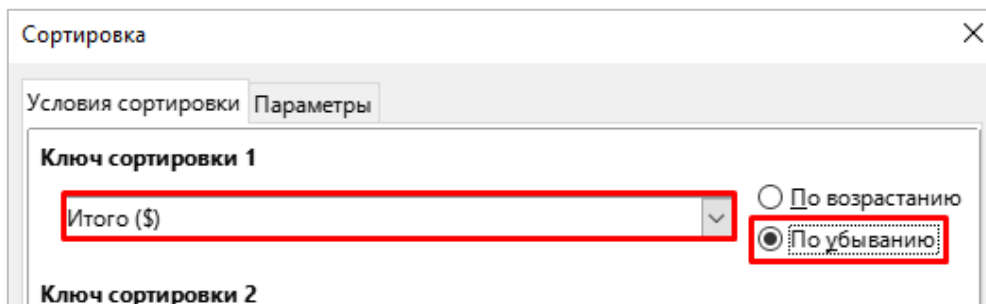 Сортировка
Условия сортировки Параметры
Ключ сортировки 1
Итого ($)
По возрастанию
По убыванию
Ключ сортировки 2